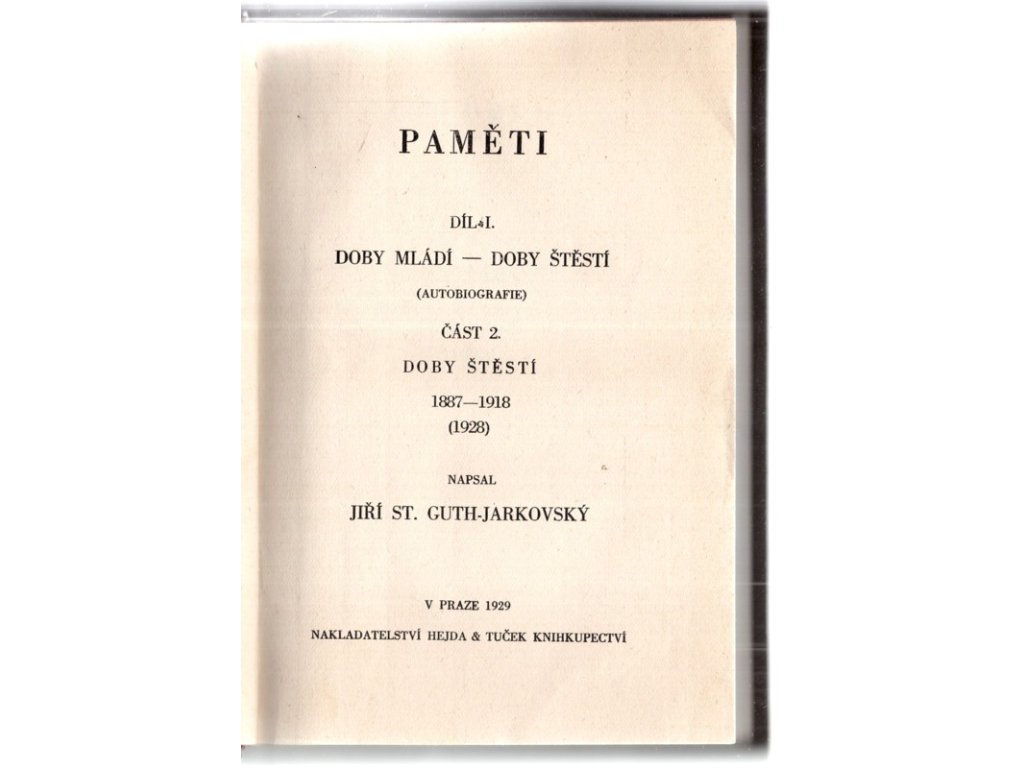 PAMĚTI
DÍL I.
DOBY MLÁDÍ — DOBY ŠTĚSTÍ
(AUTOBIOGRAFIE)
ČÁST 2.
DOBY ŠTĚSTÍ
1887—1918
(1928)
NAPSAL
JIŘÍ ST. GUTH-JARKOVSKÝ
V PRAZE 1929
NAKLADATELSTVÍ HEJDA & TUČEK KNIHKUPECTVÍ